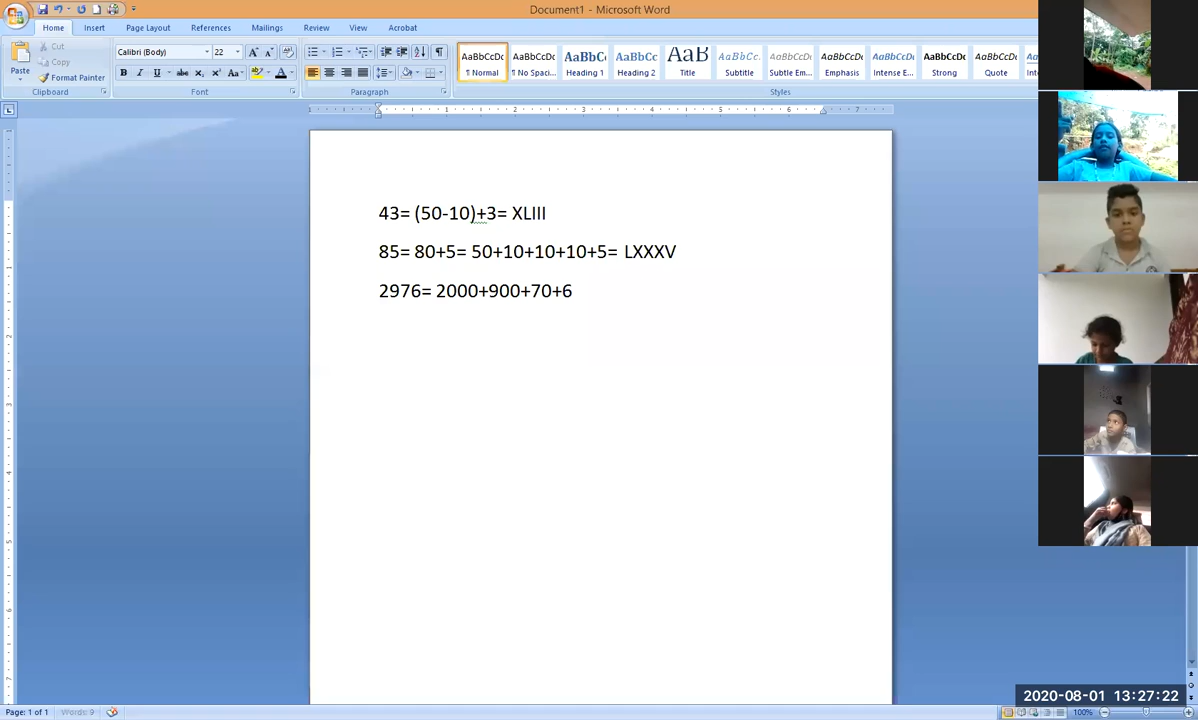 Document1 - Microsoft Word
Home Insert Page Layout References Mailings Review View Acrobat
Cut
Copy
Paste Format Painter
Clipboard
Calibri (Body) 22
Font
Paragraph
AaBbCcDc AaBbCcDc AaBbC AaBbCc AaB AaBbCc. AaBbCcDc AaBbCcDc AaBbCcDc AaBbCcDc AaBbCcDc
¶ Normal ¶ No Spaci... Heading 1 Heading 2 Title Subtitle Subtle Em... Emphasis Intense E... Strong Quote
Styles
43= (50-10)+3= XLIII
85= 80+5= 50+10+10+10+5= LXXXV
2976= 2000+900+70+6
2020-08-01 13:27:22
Page: 1 of 1 Words: 9 100%